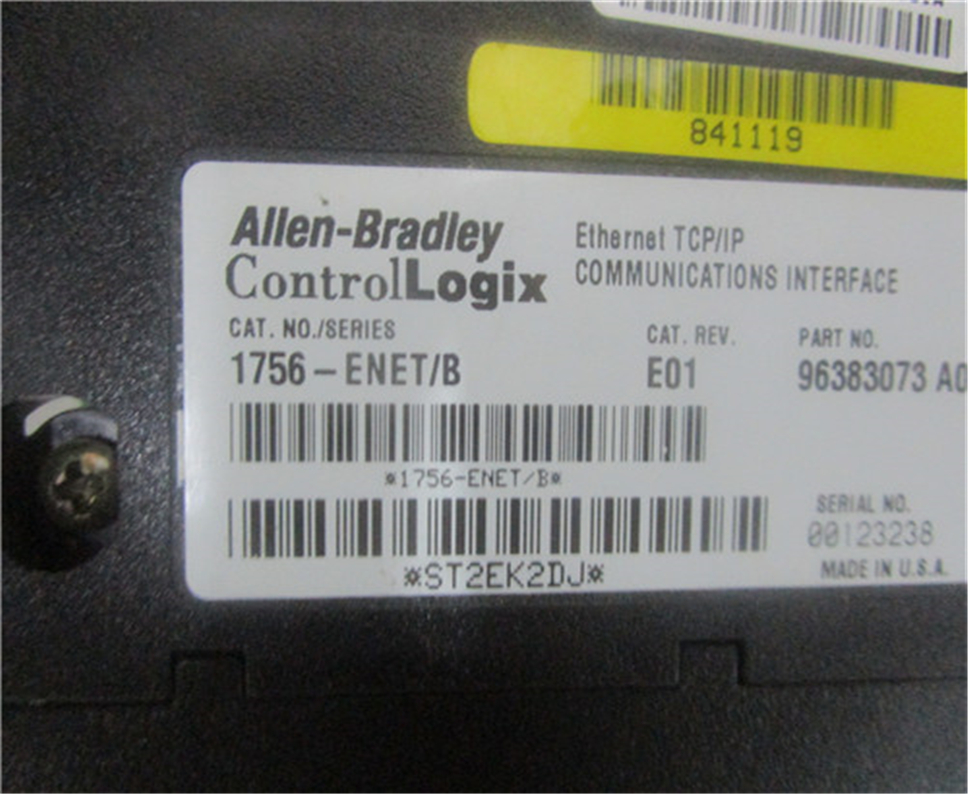 841119
Allen-Bradley
ControlLogix
Ethernet TCP/IP
COMMUNICATIONS INTERFACE
CAT. NO./SERIES
CAT. REV.
PART NO.
1756-ENET/B
E01
96383073 A0
*1756-ENET/B*
SERIAL NO.
00123238
*ST2EK2DJ*
MADE IN U.S.A.